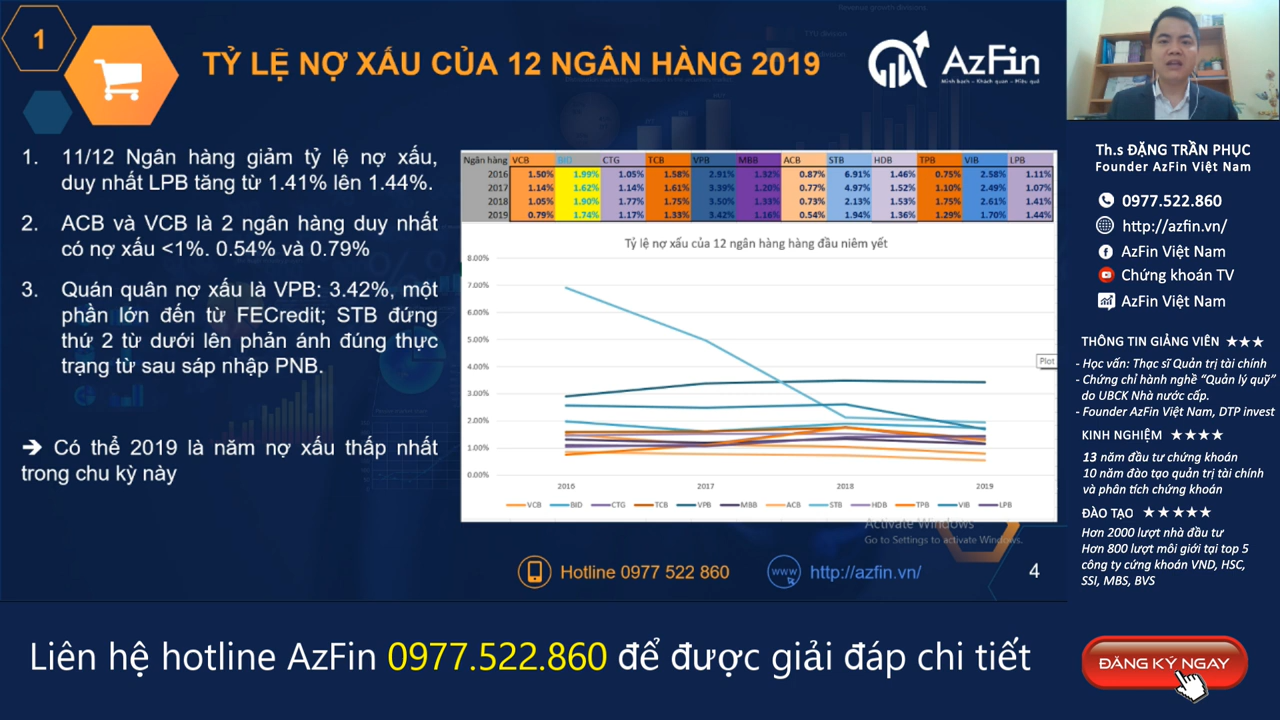 1
TỶ LỆ NỢ XẤU CỦA 12 NGÂN HÀNG 2019
AzFin
Minh bạch - Khách quan - Hiệu quả
1. 11/12 Ngân hàng giảm tỷ lệ nợ xấu,
duy nhất LPB tăng từ 1.41% lên 1.44%.
2. ACB và VCB là 2 ngân hàng duy nhất
có nợ xấu <1%. 0.54% và 0.79%
3. Quán quân nợ xấu là VPB: 3.42%, một
phần lớn đến từ FECredit; STB đứng
thứ 2 từ dưới lên phản ánh đúng thực
trạng từ sau sáp nhập PNB.
➔ Có thể 2019 là năm nợ xấu thấp nhất
trong chu kỳ này
Ngân hàng VCB BID CTG TCB VPB MBB ACB STB HDB TPB VIB LPB
2016 1.50% 1.99% 1.05% 1.58% 2.91% 1.32% 0.87% 6.91% 1.46% 0.75% 2.58% 1.11%
2017 1.14% 1.62% 1.14% 1.61% 3.39% 1.20% 0.77% 4.97% 1.52% 1.10% 2.49% 1.07%
2018 1.05% 1.90% 1.77% 1.75% 3.50% 1.33% 0.73% 2.13% 1.53% 1.75% 2.61% 1.41%
2019 0.79% 1.74% 1.17% 1.33% 3.42% 1.16% 0.54% 1.94% 1.36% 1.29% 1.70% 1.44%
Tỷ lệ nợ xấu của 12 ngân hàng hàng đầu niêm yết
8.00%
7.00%
6.00%
5.00%
4.00%
3.00%
2.00%
1.00%
0.00%
Plot
2016 2017 2018 2019
VCB BID CTG TCB VPB MBB ACB STB HDB TPB VIB LPB
Activate Windows
Go to Settings to activate Windows.
Hotline 0977 522 860
www
http://azfin.vn/
4
Th.s ĐẶNG TRẦN PHỤC
Founder AzFin Việt Nam
0977.522.860
http://azfin.vn/
AzFin Việt Nam
Chứng khoán TV
AzFin Việt Nam
THÔNG TIN GIẢNG VIÊN ★★★
- Học vấn: Thạc sĩ Quản trị tài chính
- Chứng chỉ hành nghề “Quản lý quỹ”
do UBCK Nhà nước cấp.
- Founder AzFin Việt Nam, DTP invest
KINH NGHIỆM ★★★★
13 năm đầu tư chứng khoán
10 năm đào tạo quản trị tài chính
và phân tích chứng khoán
ĐÀO TẠO ★★★★★
Hơn 2000 lượt nhà đầu tư
Hơn 800 lượt môi giới tại top 5
công ty cứng khoán VND, HSC,
SSI, MBS, BVS
Liên hệ hotline AzFin 0977.522.860 để được giải đáp chi tiết
ĐĂNG KÝ NGAY